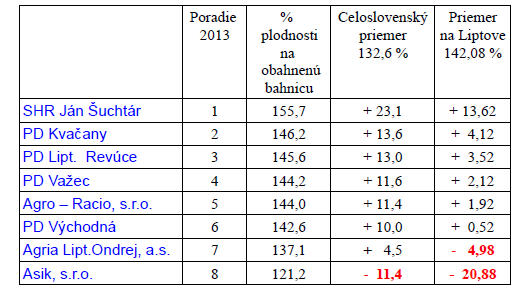 Poradie 2013 | % plodnosti na obahnenú bahnicu | Celoslovenský priemer 132,6 % | Priemer na Liptove 142,08 %
SHR Ján Šuchtár | 1 | 155,7 | + 23,1 | + 13,62
PD Kvačany | 2 | 146,2 | + 13,6 | + 4,12
PD Lipt. Revúce | 3 | 145,6 | + 13,0 | + 3,52
PD Važec | 4 | 144,2 | + 11,6 | + 2,12
Agro – Racio, s.r.o. | 5 | 144,0 | + 11,4 | + 1,92
PD Východná | 6 | 142,6 | + 10,0 | + 0,52
Agria Lipt.Ondrej, a.s. | 7 | 137,1 | + 4,5 | - 4,98
Asik, s.r.o. | 8 | 121,2 | - 11,4 | - 20,88